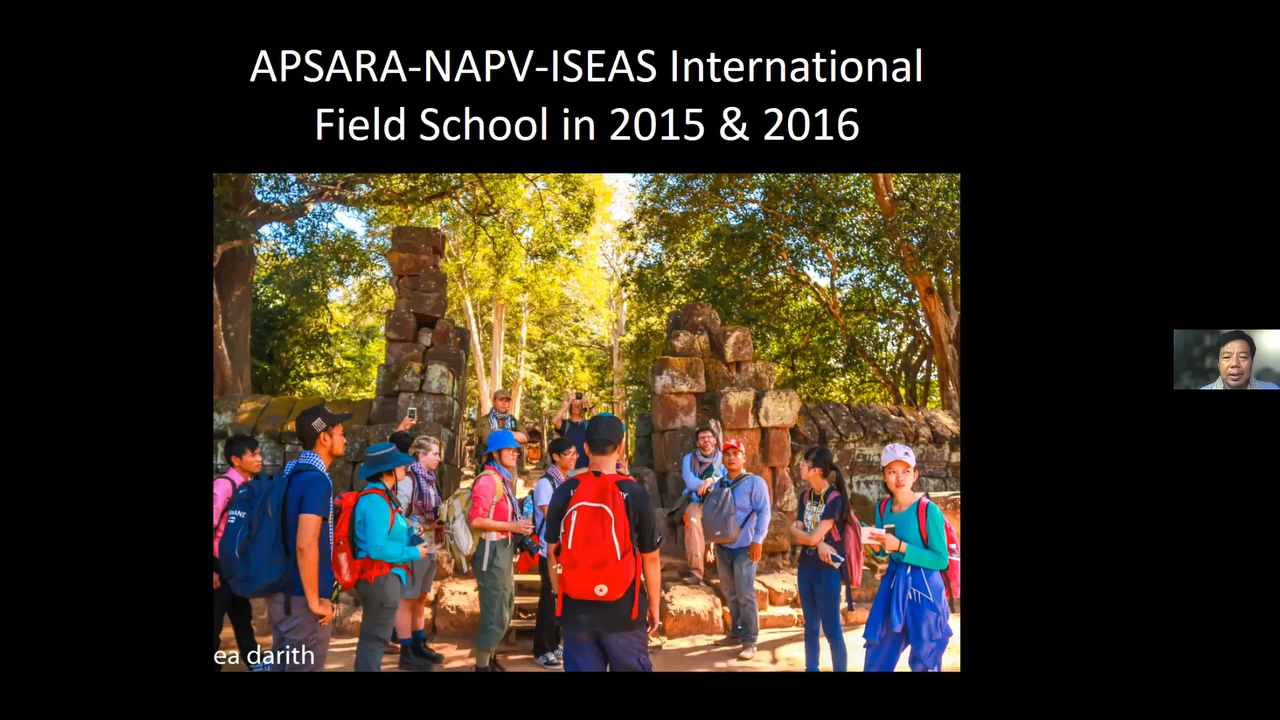 APSARA-NAPV-ISEAS International
Field School in 2015 & 2016
ea darith